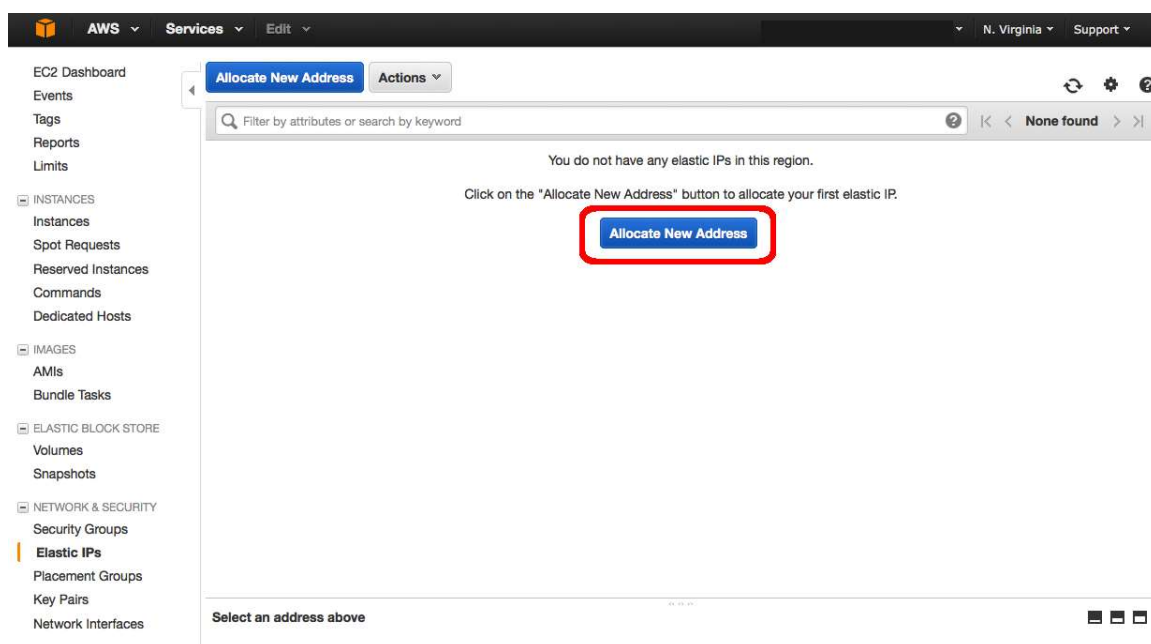 AWS Services Edit N. Virginia Support
EC2 Dashboard
Events
Tags
Reports
Limits
INSTANCES
Instances
Spot Requests
Reserved Instances
Commands
Dedicated Hosts
IMAGES
AMIs
Bundle Tasks
ELASTIC BLOCK STORE
Volumes
Snapshots
NETWORK & SECURITY
Security Groups
Elastic IPs
Placement Groups
Key Pairs
Network Interfaces
Allocate New Address Actions
Filter by attributes or search by keyword
None found
You do not have any elastic IPs in this region.
Click on the "Allocate New Address" button to allocate your first elastic IP.
Allocate New Address
Select an address above